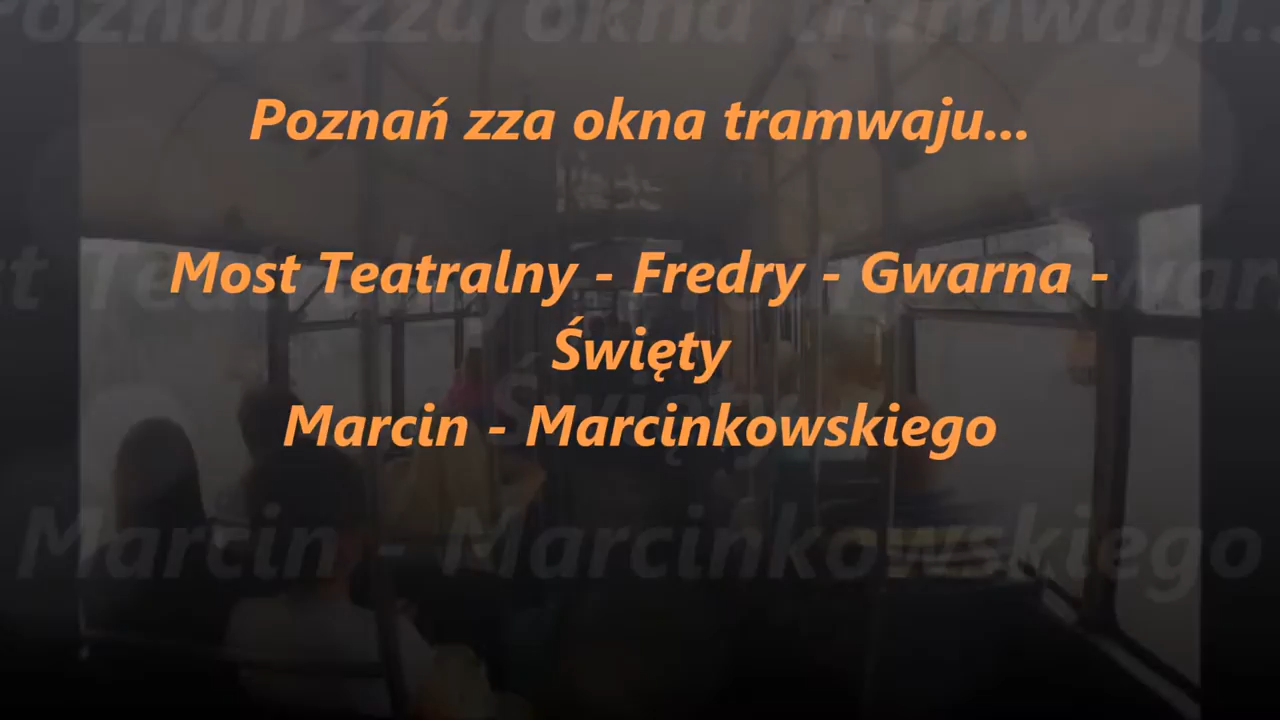 Poznań zza okna tramwaju...
Most Teatralny - Fredry - Gwarna -
Święty
Marcin - Marcinkowskiego